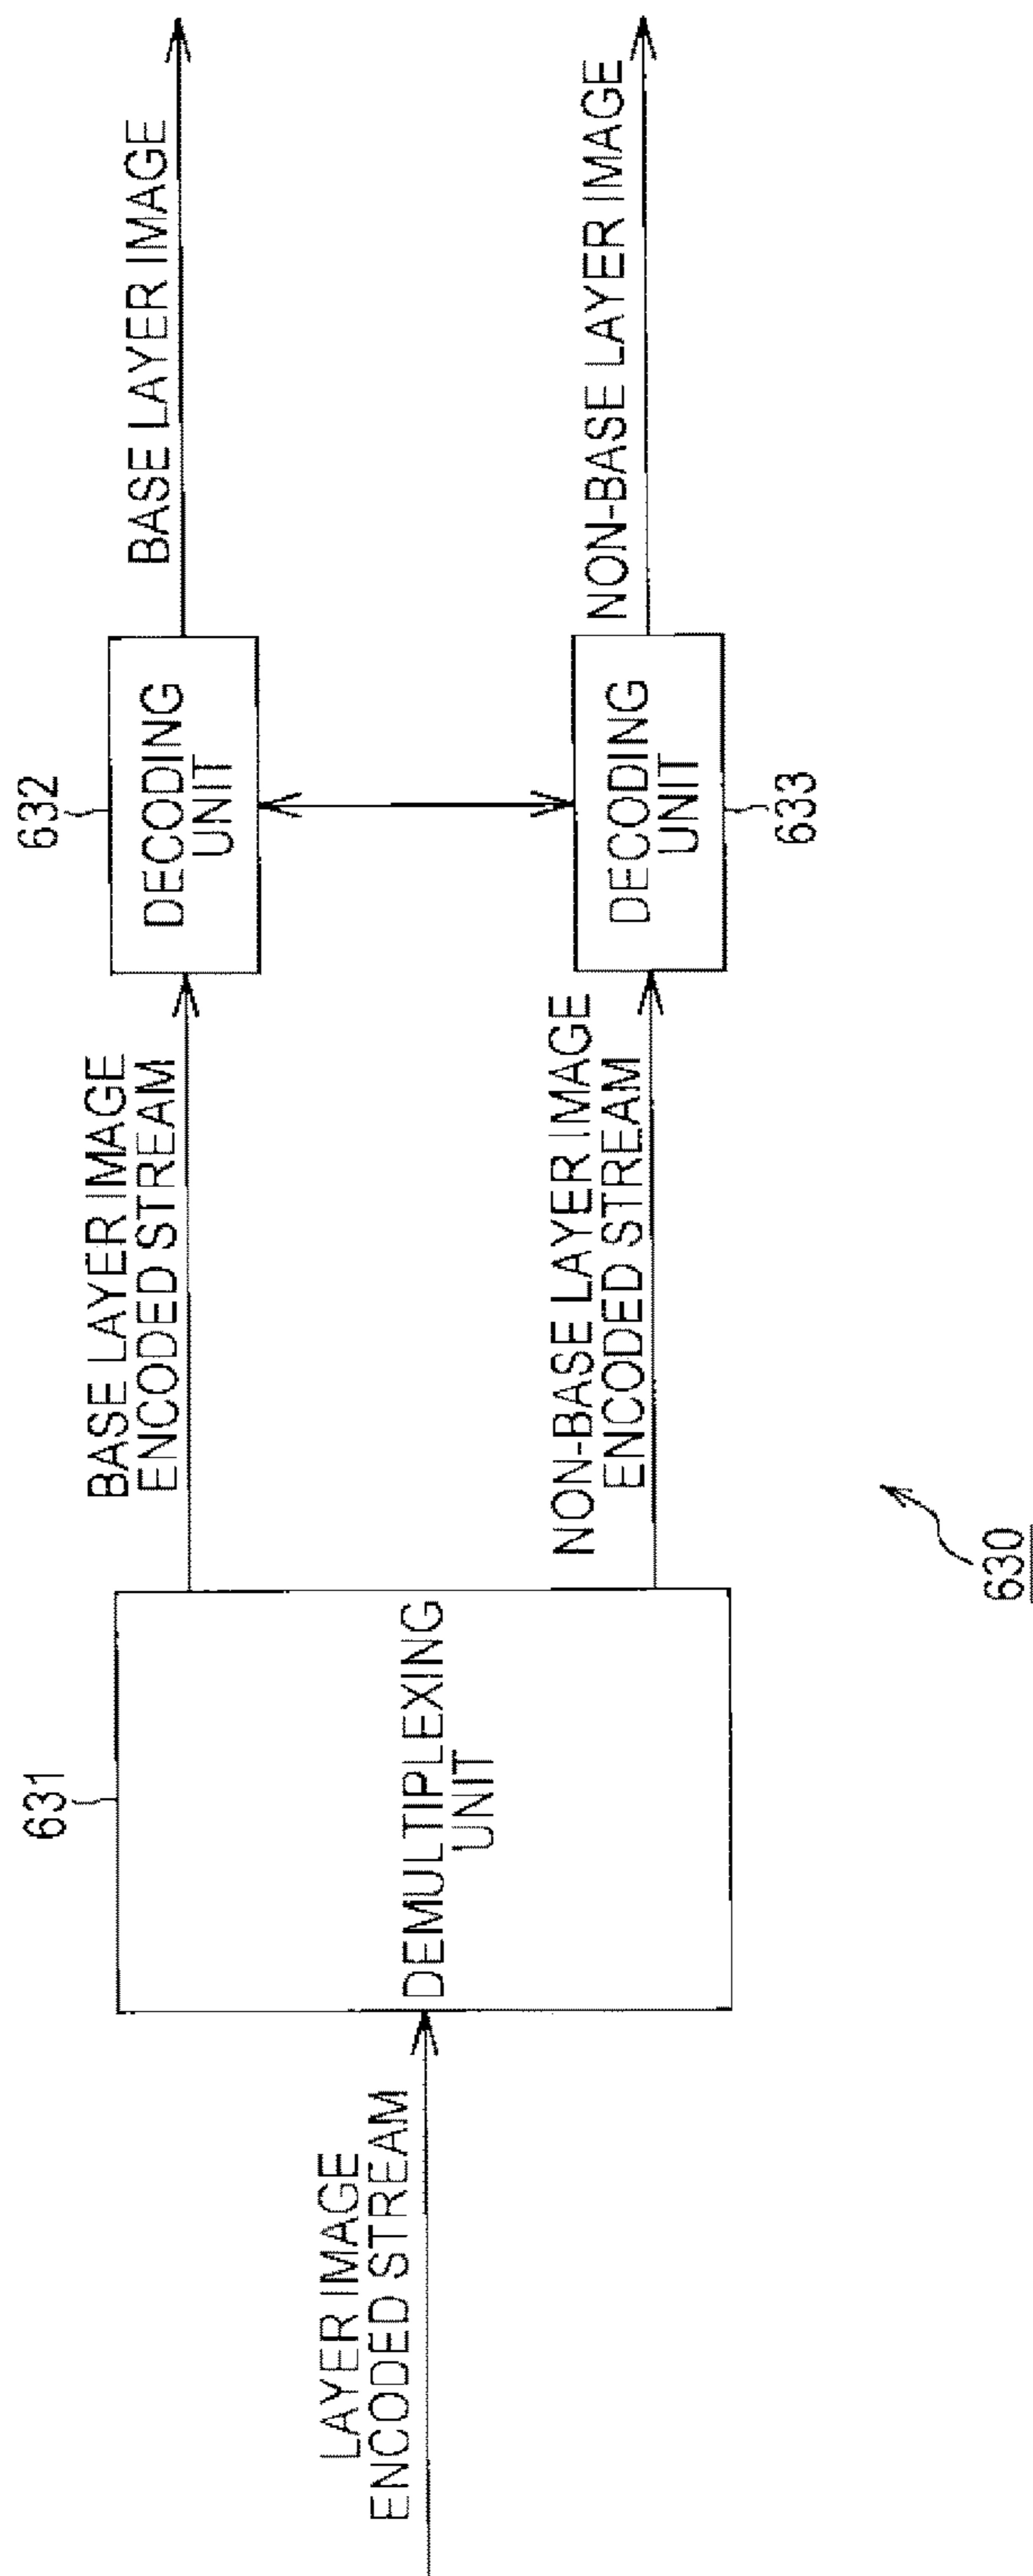 LAYER IMAGE
ENCODED STREAM
631
DEMULTIPLEXING
UNIT
BASE LAYER IMAGE
ENCODED STREAM
632
DECODING
UNIT
BASE LAYER IMAGE
NON-BASE LAYER IMAGE
ENCODED STREAM
DECODING
UNIT
633
NON-BASE LAYER IMAGE
630